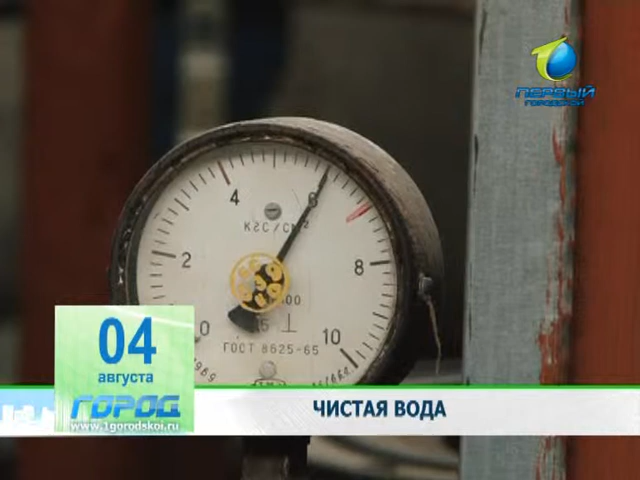 ПЕРВЫЙ
ГОРОДСКОЙ
4
6
КГС/СМ²
2
8
0
10
ГОСТ 8625-65
04
августа
ГОРОД
www.1gorodskoi.ru
ЧИСТАЯ ВОДА